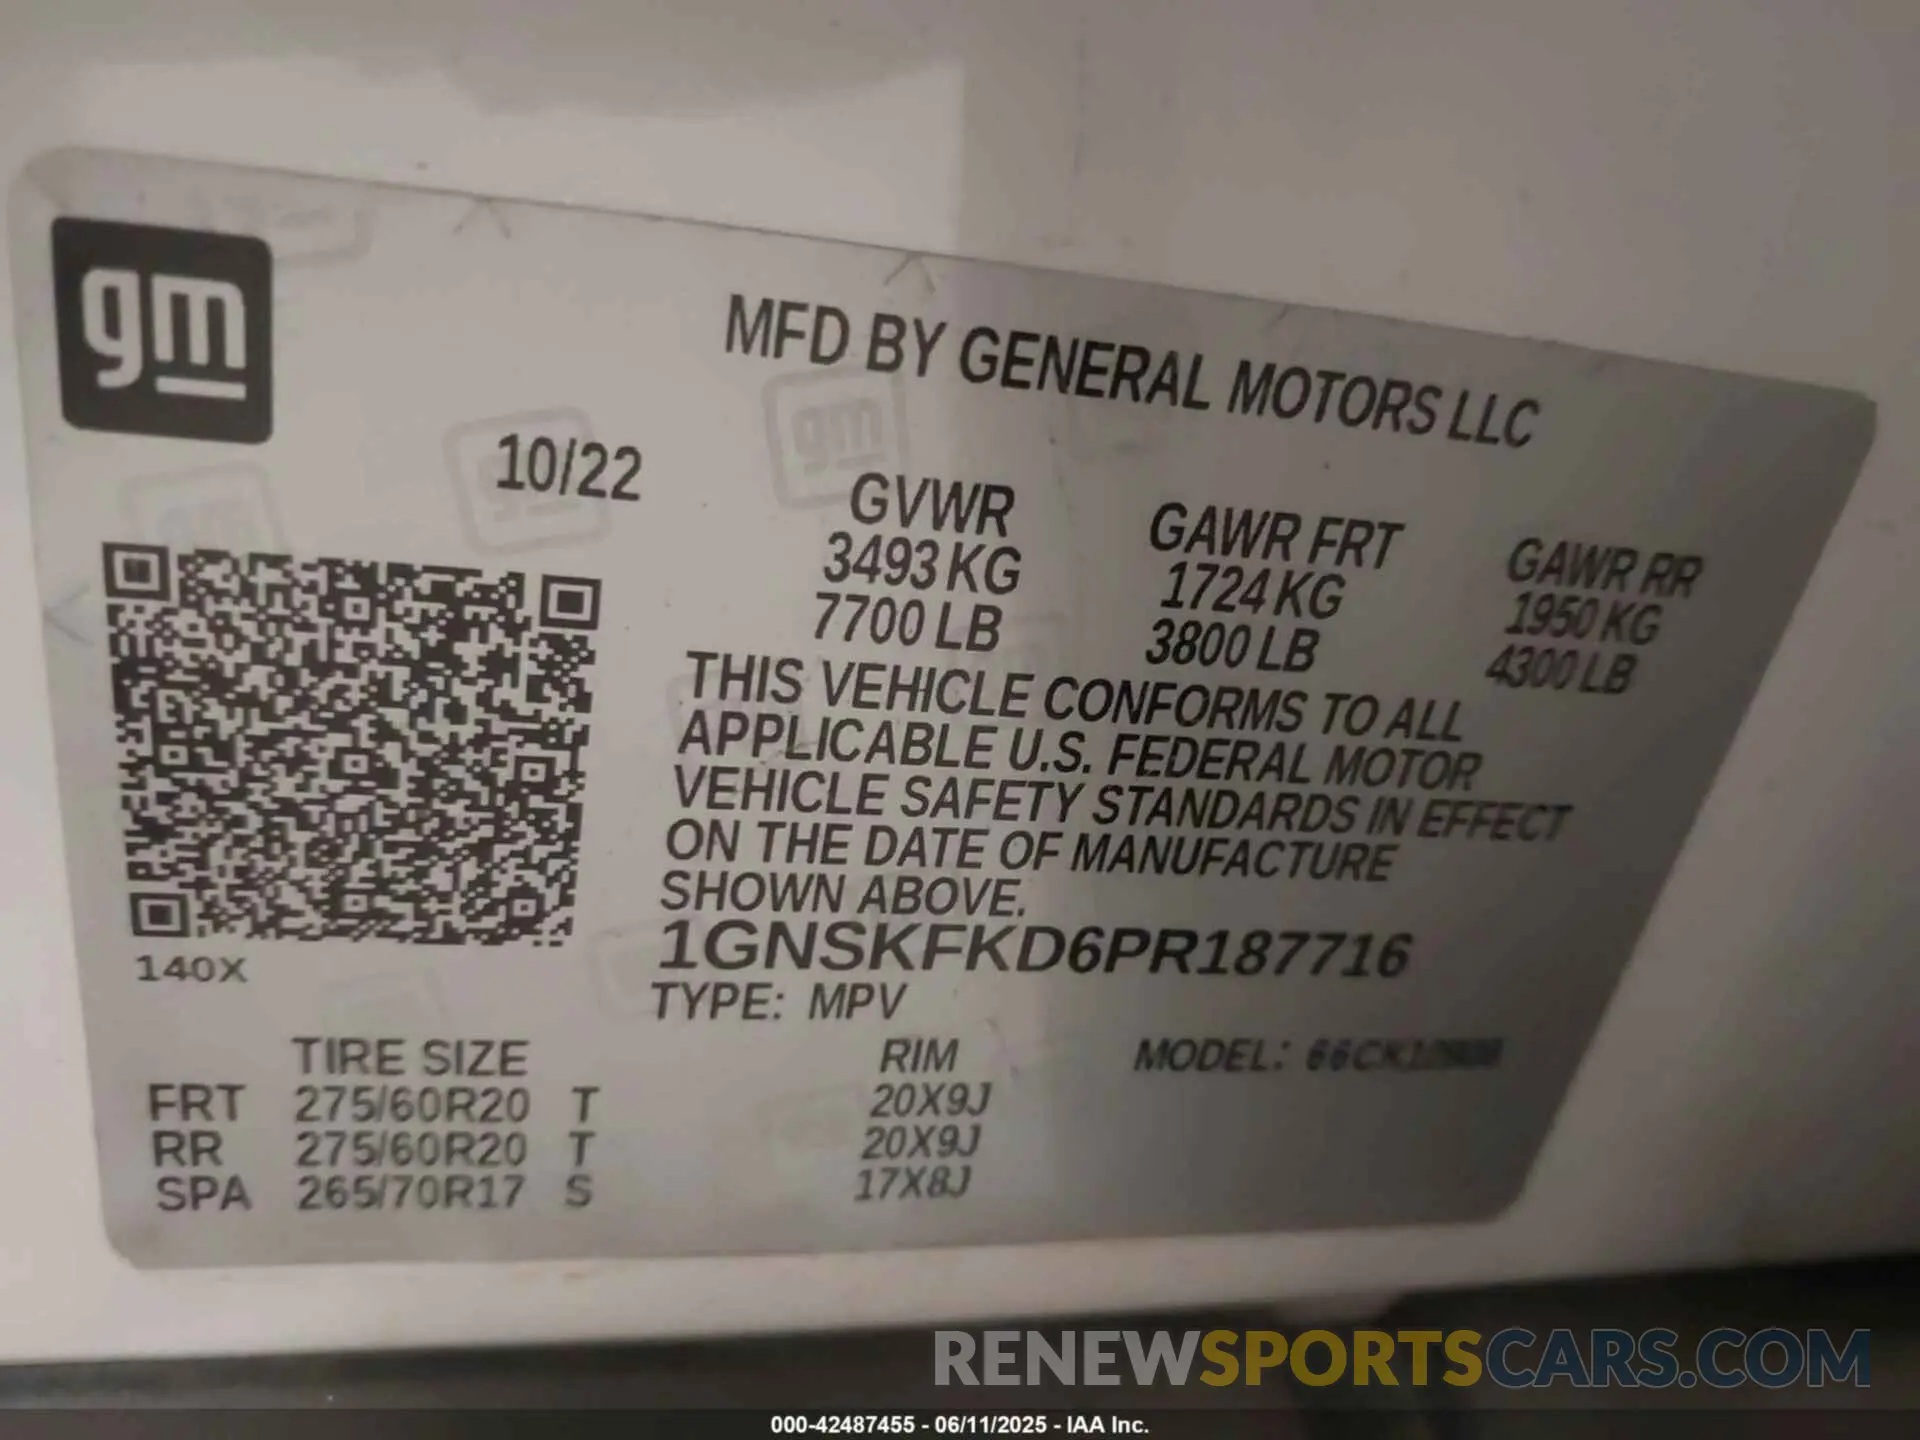 gm
MFD BY GENERAL MOTORS LLC
10/22
GVWR GAWR FRT GAWR RR
3493 KG 1724 KG 1950 KG
7700 LB 3800 LB 4300 LB
THIS VEHICLE CONFORMS TO ALL
APPLICABLE U.S. FEDERAL MOTOR
VEHICLE SAFETY STANDARDS IN EFFECT
ON THE DATE OF MANUFACTURE
SHOWN ABOVE.
1GNSKFKD6PR187716
140X
TYPE: MPV
TIRE SIZE RIM MODEL:
FRT 275/60R20 T 20X9J
RR 275/60R20 T 20X9J
SPA 265/70R17 S 17X8J
RENEWSPORTSCARS.COM
000-42487455 - 06/11/2025 - IAA Inc.